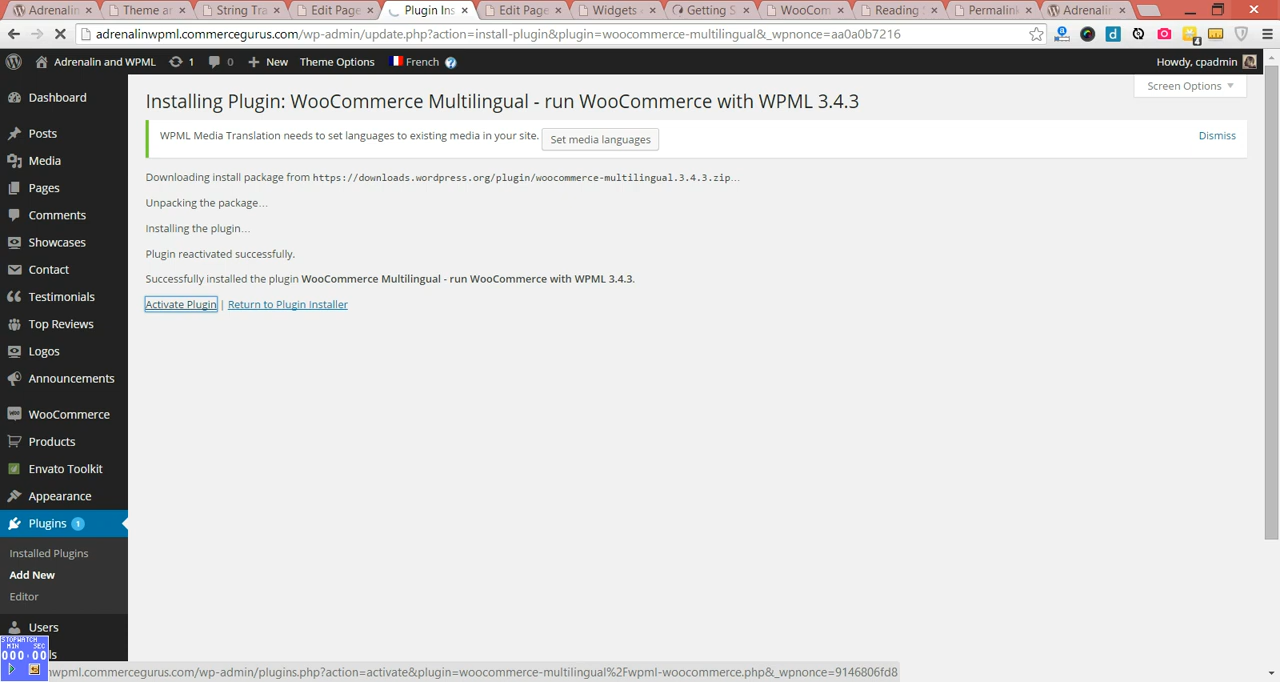 Adrenalin
Theme an
String Tra
Edit Page
Plugin Ins
Edit Page
Widgets
Getting S
WooCom
Reading
Permalink
Adrenalin
adrenalinwpml.commercegurus.com/wp-admin/update.php?action=install-plugin&plugin=woocommerce-multilingual&_wpnonce=aa0a0b7216
Adrenalin and WPML 1 0 New Theme Options French Howdy, cpadmin
Screen Options
Dashboard
Posts
Media
Pages
Comments
Showcases
Contact
Testimonials
Top Reviews
Logos
Announcements
WooCommerce
Products
Envato Toolkit
Appearance
Plugins 1
Installed Plugins
Add New
Editor
Users
Installing Plugin: WooCommerce Multilingual - run WooCommerce with WPML 3.4.3
WPML Media Translation needs to set languages to existing media in your site. Set media languages
Dismiss
Downloading install package from https://downloads.wordpress.org/plugin/woocommerce-multilingual.3.4.3.zip…
Unpacking the package…
Installing the plugin…
Plugin reactivated successfully.
Successfully installed the plugin WooCommerce Multilingual - run WooCommerce with WPML 3.4.3.
Activate Plugin | Return to Plugin Installer
STOPWATCH
MIN SEC
000:00
nwpml.commercegurus.com/wp-admin/plugins.php?action=activate&plugin=woocommerce-multilingual%2Fwpml-woocommerce.php&_wpnonce=9146806fd8